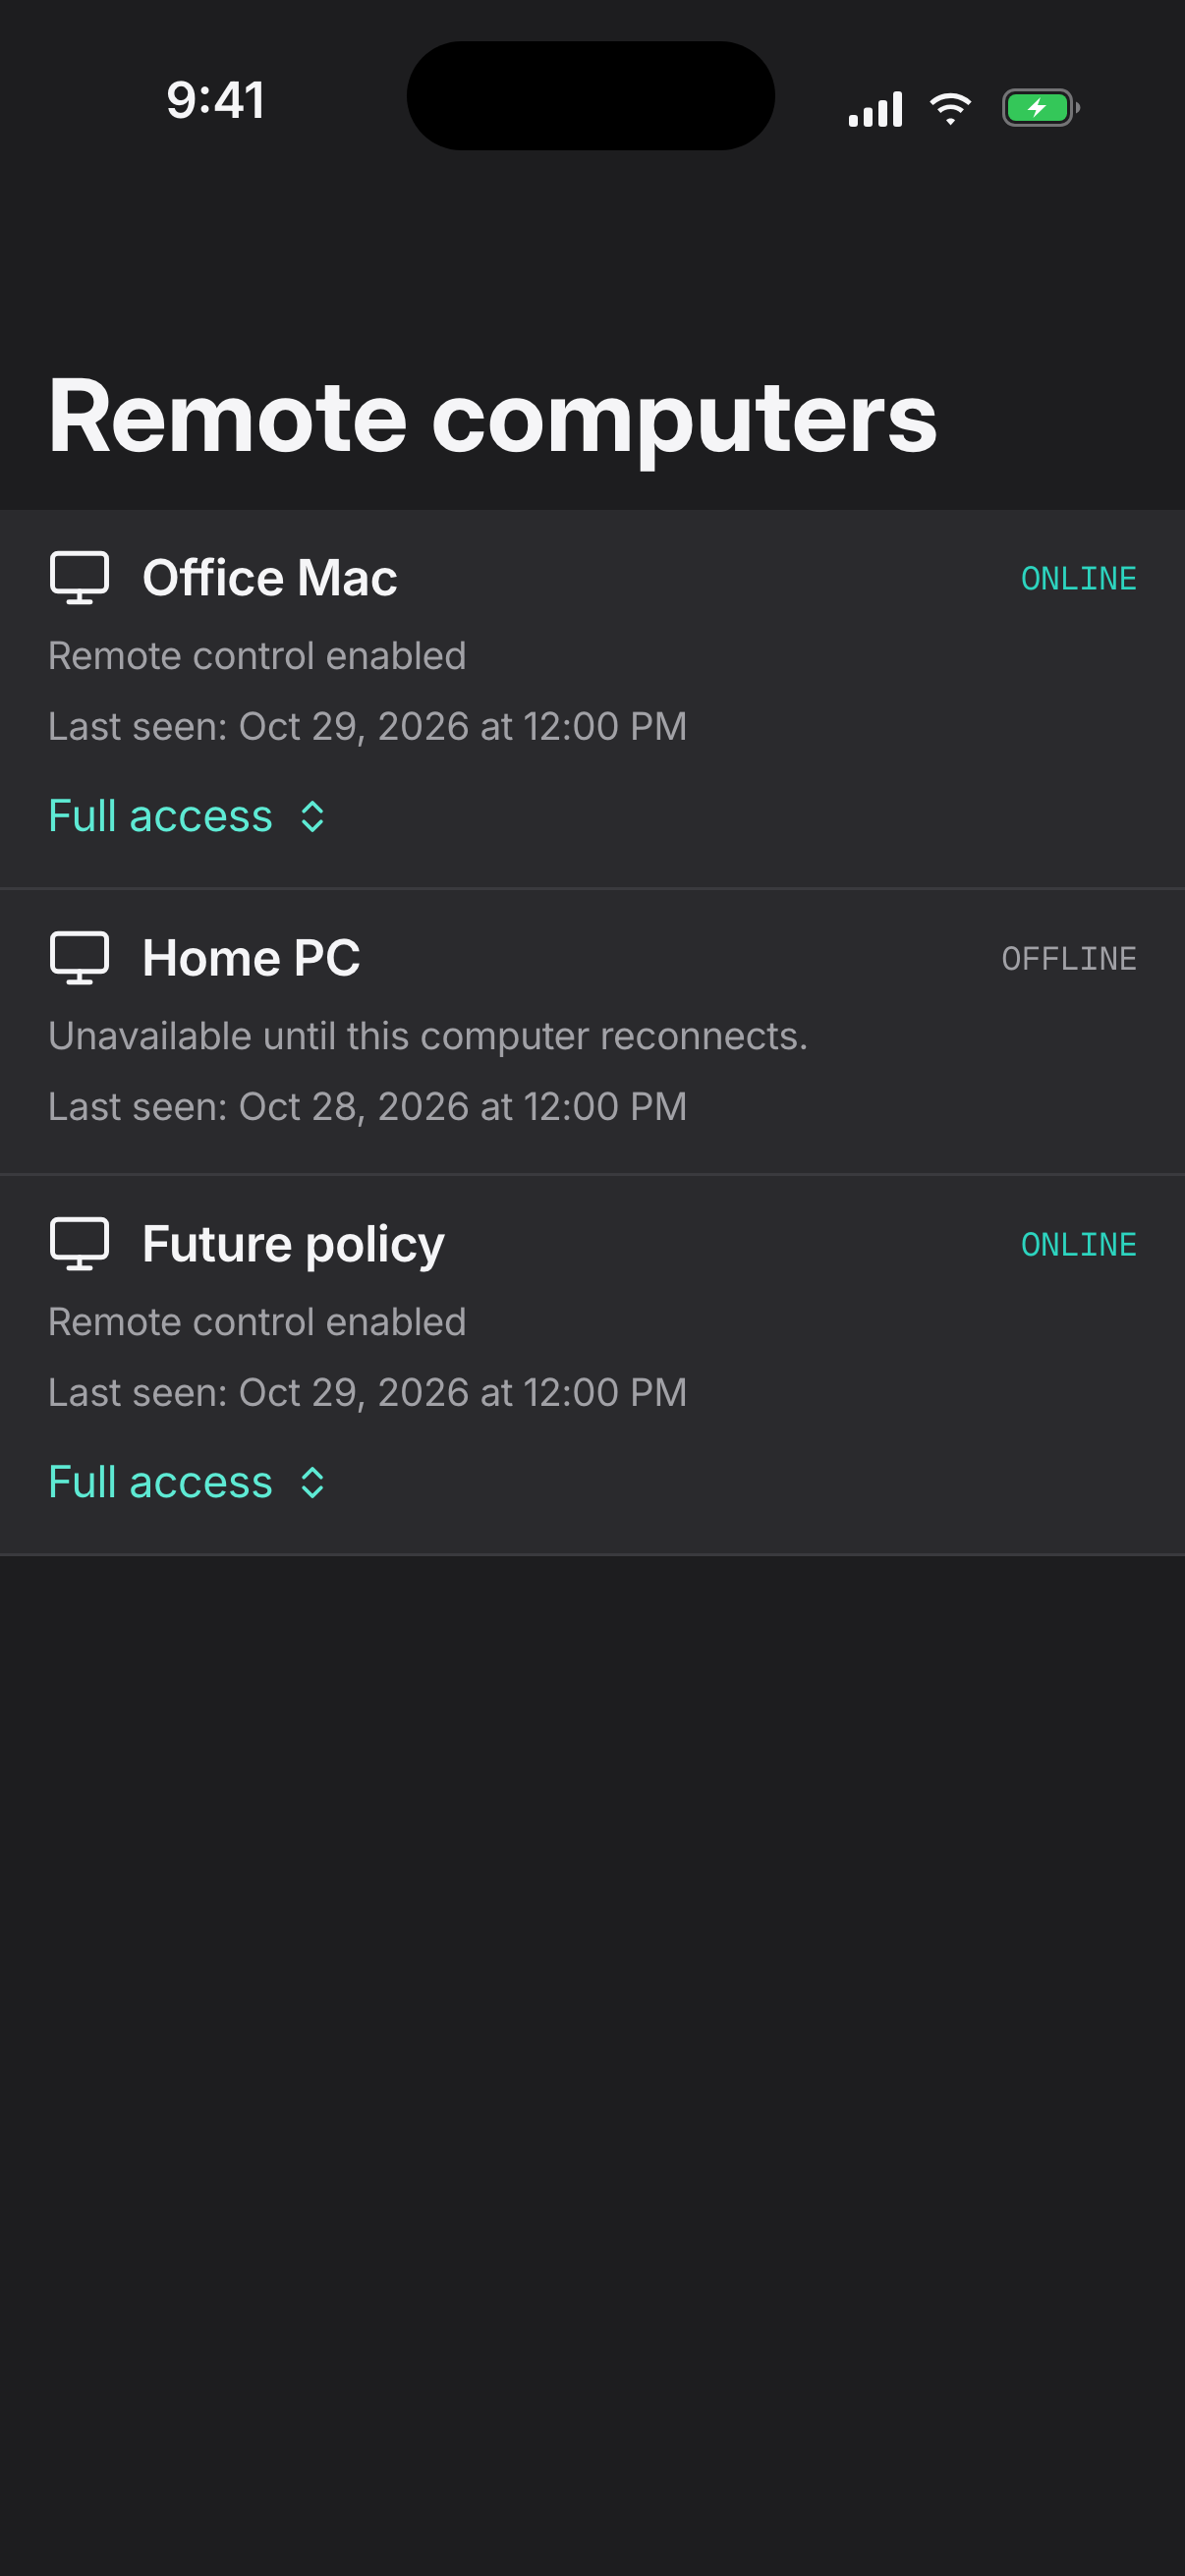 9:41
Remote computers
Office Mac ONLINE
Remote control enabled
Last seen: Oct 29, 2026 at 12:00 PM
Full access
Home PC OFFLINE
Unavailable until this computer reconnects.
Last seen: Oct 28, 2026 at 12:00 PM
Future policy ONLINE
Remote control enabled
Last seen: Oct 29, 2026 at 12:00 PM
Full access